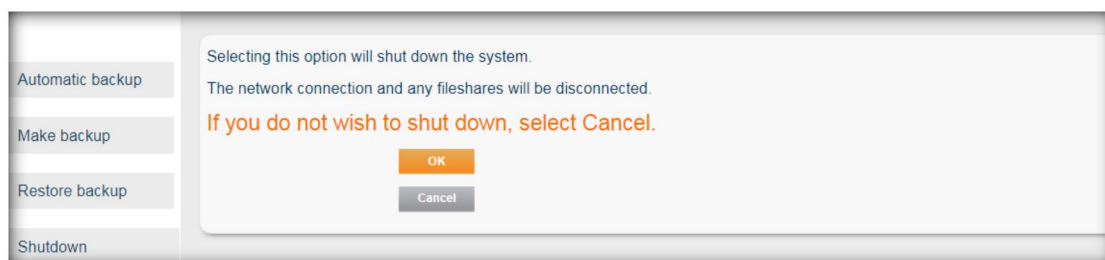 Automatic backup
Make backup
Restore backup
Shutdown
Selecting this option will shut down the system.
The network connection and any fileshares will be disconnected.
If you do not wish to shut down, select Cancel.
OK
Cancel